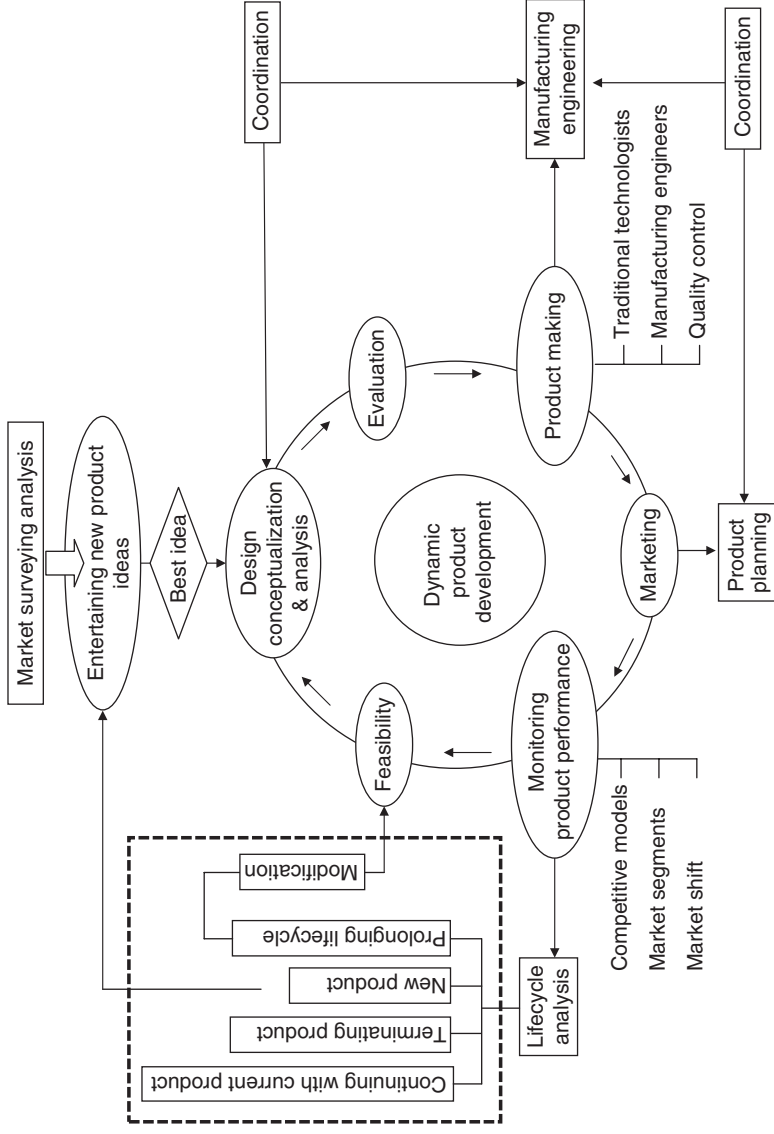 Market surveying analysis
Entertaining new product
ideas
Best idea
Design
conceptualization
& analysis
Coordination
Evaluation
Feasibility
Dynamic
product
development
Modification
Prolonging lifecycle
New product
Terminating product
Continuing with current product
Lifecycle
analysis
Monitoring
product performance
Competitive models
Market segments
Market shift
Marketing
Product
planning
Product making
Traditional technologists
Manufacturing engineers
Quality control
Manufacturing
engineering
Coordination